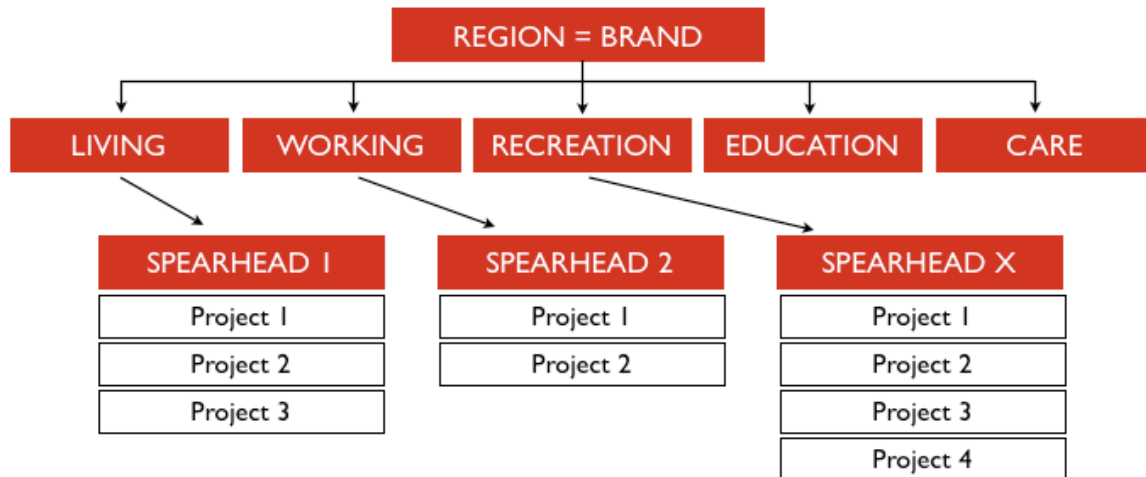 REGION = BRAND
LIVING
WORKING
RECREATION
EDUCATION
CARE
SPEARHEAD 1
Project 1
Project 2
Project 3
SPEARHEAD 2
Project 1
Project 2
SPEARHEAD X
Project 1
Project 2
Project 3
Project 4